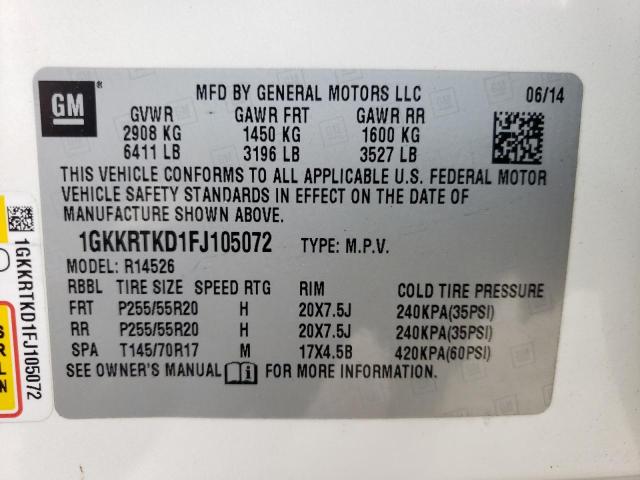 GM
MFD BY GENERAL MOTORS LLC 06/14
GVWR GAWR FRT GAWR RR
2908 KG 1450 KG 1600 KG
6411 LB 3196 LB 3527 LB
THIS VEHICLE CONFORMS TO ALL APPLICABLE U.S. FEDERAL MOTOR
VEHICLE SAFETY STANDARDS IN EFFECT ON THE DATE OF
MANUFACTURE SHOWN ABOVE.
1GKKRTKD1FJ105072 TYPE: M.P.V.
MODEL: R14526
RBBL TIRE SIZE SPEED RTG RIM COLD TIRE PRESSURE
FRT P255/55R20 H 20X7.5J 240KPA(35PSI)
RR P255/55R20 H 20X7.5J 240KPA(35PSI)
SPA T145/70R17 M 17X4.5B 420KPA(60PSI)
SEE OWNER'S MANUAL FOR MORE INFORMATION.
1GKKRTKD1FJ105072